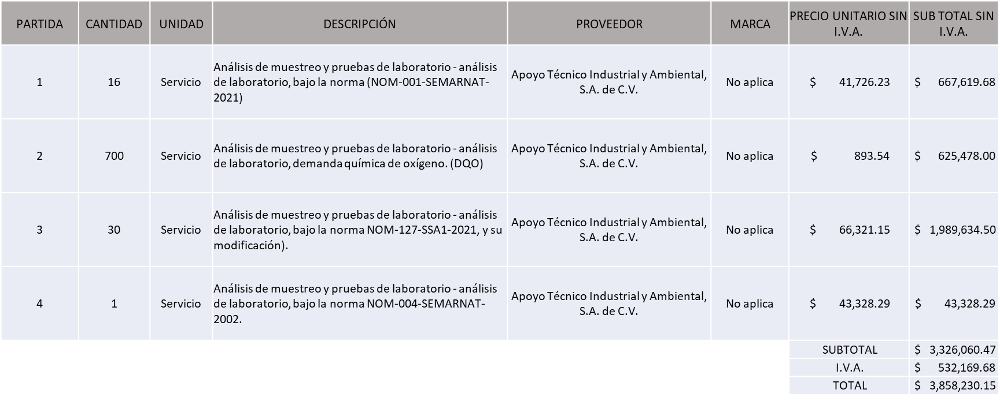 PARTIDA CANTIDAD UNIDAD DESCRIPCIÓN PROVEEDOR MARCA PRECIO UNITARIO SIN I.V.A. SUB TOTAL SIN I.V.A.
1 16 Servicio
Análisis de muestreo y pruebas de laboratorio - análisis
de laboratorio, bajo la norma (NOM-001-SEMARNAT-
2021)
Apoyo Técnico Industrial y Ambiental,
S.A. de C.V.
No aplica $ 41,726.23 $ 667,619.68
2 700 Servicio
Análisis de muestreo y pruebas de laboratorio - análisis
de laboratorio, demanda química de oxígeno. (DQO)
Apoyo Técnico Industrial y Ambiental,
S.A. de C.V.
No aplica $ 893.54 $ 625,478.00
3 30 Servicio
Análisis de muestreo y pruebas de laboratorio - análisis
de laboratorio, bajo la norma NOM-127-SSA1-2021, y su
modificación).
Apoyo Técnico Industrial y Ambiental,
S.A. de C.V.
No aplica $ 66,321.15 $ 1,989,634.50
4 1 Servicio
Análisis de muestreo y pruebas de laboratorio - análisis
de laboratorio, bajo la norma NOM-004-SEMARNAT-
2002.
Apoyo Técnico Industrial y Ambiental,
S.A. de C.V.
No aplica $ 43,328.29 $ 43,328.29
SUBTOTAL $ 3,326,060.47
I.V.A. $ 532,169.68
TOTAL $ 3,858,230.15